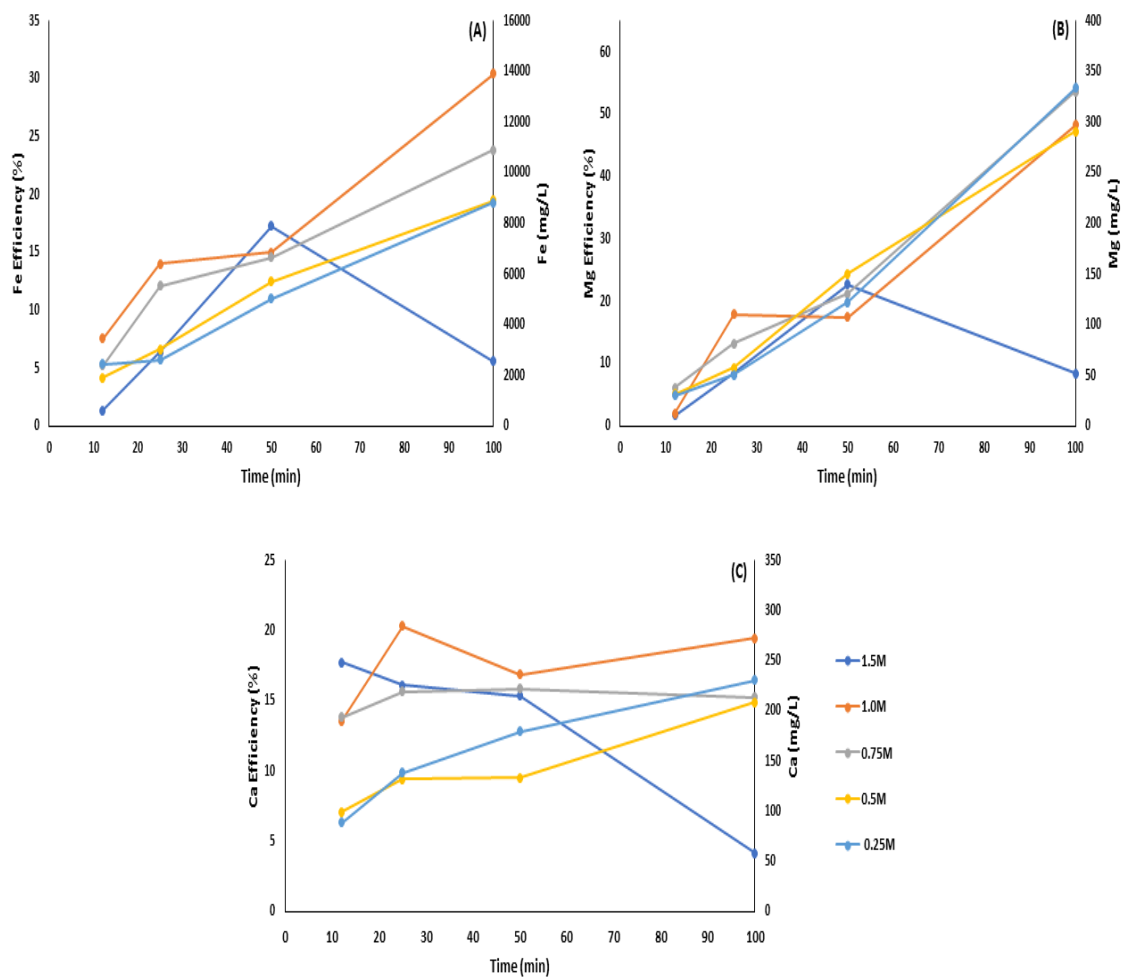 (A)
35
30
25
20
15
10
5
0
Fe Efficiency (%)
16000
14000
12000
10000
8000
6000
4000
2000
0
Fe (mg/L)
0 10 20 30 40 50 60 70 80 90 100
Time (min)
(B)
60
50
40
30
20
10
0
Mg Efficiency (%)
400
350
300
250
200
150
100
50
0
Mg (mg/L)
0 10 20 30 40 50 60 70 80 90 100
Time (min)
(C)
25
20
15
10
5
0
Ca Efficiency (%)
350
300
250
200
150
100
50
0
Ca (mg/L)
0 10 20 30 40 50 60 70 80 90 100
Time (min)
1.5M
1.0M
0.75M
0.5M
0.25M